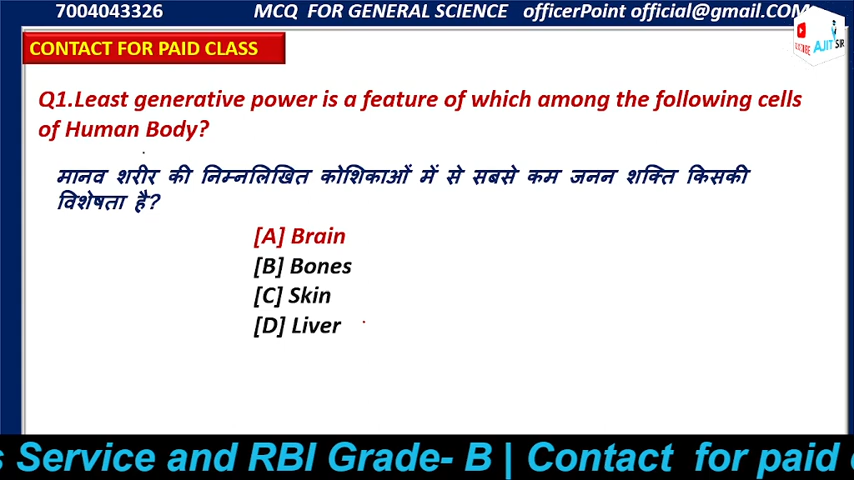 7004043326 MCQ FOR GENERAL SCIENCE officerPoint official@gmail.COM
CONTACT FOR PAID CLASS
AJIT SIR
Q1.Least generative power is a feature of which among the following cells
of Human Body?
मानव शरीर की निम्नलिखित कोशिकाओं में से सबसे कम जनन शक्ति किसकी
विशेषता है?
[A] Brain
[B] Bones
[C] Skin
[D] Liver
s Service and RBI Grade- B | Contact for paid